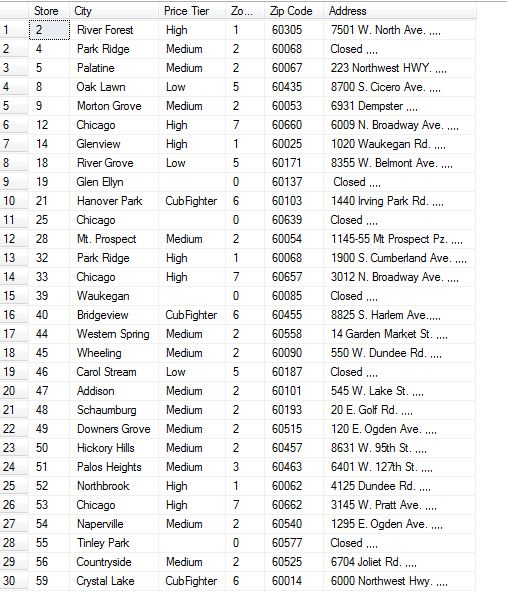 Store City Price Tier Zo... Zip Code Address
1 2 River Forest High 1 60305 7501 W. North Ave. ,,,,
2 4 Park Ridge Medium 2 60068 Closed ,,,,
3 5 Palatine Medium 2 60067 223 Northwest HWY. ,,,,
4 8 Oak Lawn Low 5 60435 8700 S. Cicero Ave. ,,,,
5 9 Morton Grove Medium 2 60053 6931 Dempster ,,,,
6 12 Chicago High 7 60660 6009 N. Broadway Ave. ,,,,
7 14 Glenview High 1 60025 1020 Waukegan Rd. ,,,,
8 18 River Grove Low 5 60171 8355 W. Belmont Ave. ,,,,
9 19 Glen Ellyn 0 60137 Closed ,,,,
10 21 Hanover Park CubFighter 6 60103 1440 Irving Park Rd. ,,,,
11 25 Chicago 0 60639 Closed ,,,,
12 28 Mt. Prospect Medium 2 60054 1145-55 Mt Prospect Pz. ,,,,
13 32 Park Ridge High 1 60068 1900 S. Cumberland Ave. ,,,,
14 33 Chicago High 7 60657 3012 N. Broadway Ave. ,,,,
15 39 Waukegan 0 60085 Closed ,,,,
16 40 Bridgeview CubFighter 6 60455 8825 S. Harlem Ave.,,,,
17 44 Western Spring Medium 2 60558 14 Garden Market St. ,,,,
18 45 Wheeling Medium 2 60090 550 W. Dundee Rd. ,,,,
19 46 Carol Stream Low 5 60187 Closed ,,,,
20 47 Addison Medium 2 60101 545 W. Lake St. ,,,,
21 48 Schaumburg Medium 2 60193 20 E. Golf Rd. ,,,,
22 49 Downers Grove Medium 2 60515 120 E. Ogden Ave. ,,,,
23 50 Hickory Hills Medium 2 60457 8631 W. 95th St. ,,,,
24 51 Palos Heights Medium 3 60463 6401 W. 127th St. ,,,,
25 52 Northbrook High 1 60062 4125 Dundee Rd. ,,,,
26 53 Chicago High 7 60662 3145 W. Pratt Ave. ,,,,
27 54 Naperville Medium 2 60540 1295 E. Ogden Ave. ,,,,
28 55 Tinley Park 0 60577 Closed ,,,,
29 56 Countryside Medium 2 60525 6704 Joliet Rd. ,,,,
30 59 Crystal Lake CubFighter 6 60014 6000 Northwest Hwy. ,,,,